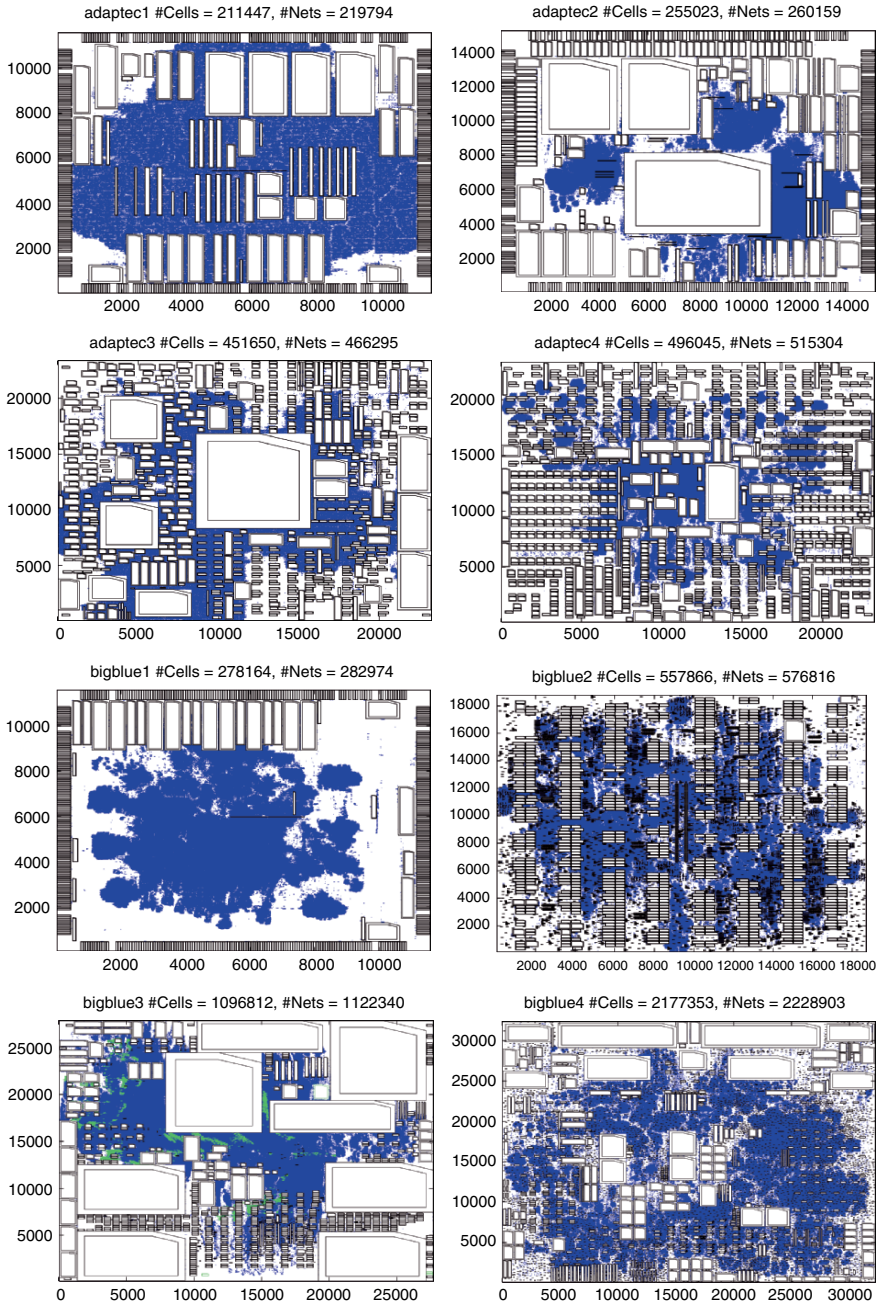 adaptec1 #Cells = 211447, #Nets = 219794
10000
8000
6000
4000
2000
2000 4000 6000 8000 10000
adaptec2 #Cells = 255023, #Nets = 260159
14000
12000
10000
8000
6000
4000
2000
2000 4000 6000 8000 10000 12000 14000
adaptec3 #Cells = 451650, #Nets = 466295
20000
15000
10000
5000
0 5000 10000 15000 20000
adaptec4 #Cells = 496045, #Nets = 515304
20000
15000
10000
5000
0 5000 10000 15000 20000
bigblue1 #Cells = 278164, #Nets = 282974
10000
8000
6000
4000
2000
2000 4000 6000 8000 10000
bigblue2 #Cells = 557866, #Nets = 576816
18000
16000
14000
12000
10000
8000
6000
4000
2000
2000 4000 6000 8000 10000 12000 14000 16000 18000
bigblue3 #Cells = 1096812, #Nets = 1122340
25000
20000
15000
10000
5000
0 5000 10000 15000 20000 25000
bigblue4 #Cells = 2177353, #Nets = 2228903
30000
25000
20000
15000
10000
5000
0 5000 10000 15000 20000 25000 30000